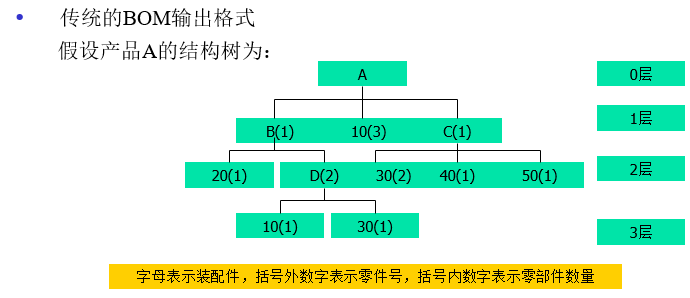 • 传统的BOM输出格式
假设产品A的结构树为：
A 0层
B(1) 10(3) C(1) 1层
20(1) D(2) 30(2) 40(1) 50(1) 2层
10(1) 30(1) 3层
字母表示装配件，括号外数字表示零件号，括号内数字表示零部件数量